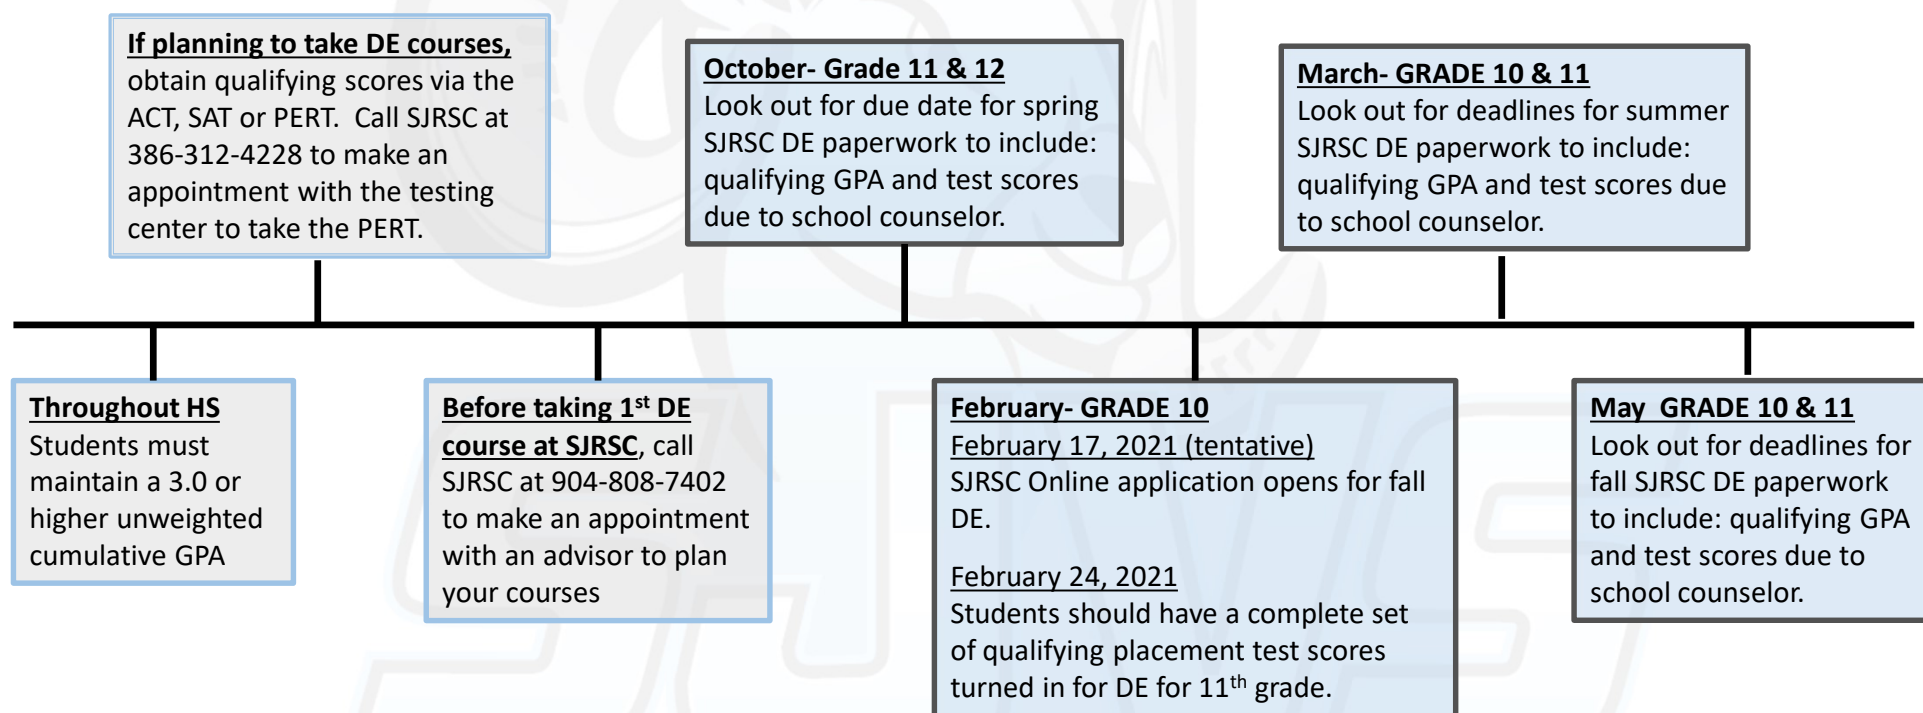 If planning to take DE courses,
obtain qualifying scores via the
ACT, SAT or PERT.  Call SJRSC at
386-312-4228 to make an
appointment with the testing
center to take the PERT.
October- Grade 11 & 12
Look out for due date for spring
SJRSC DE paperwork to include:
qualifying GPA and test scores
due to school counselor.
March- GRADE 10 & 11
Look out for deadlines for summer
SJRSC DE paperwork to include:
qualifying GPA and test scores due
to school counselor.
Throughout HS
Students must
maintain a 3.0 or
higher unweighted
cumulative GPA
Before taking 1st DE
course at SJRSC, call
SJRSC at 904-808-7402
to make an appointment
with an advisor to plan
your courses
February- GRADE 10
February 17, 2021 (tentative)
SJRSC Online application opens for fall
DE.
February 24, 2021
Students should have a complete set
of qualifying placement test scores
turned in for DE for 11th grade.
May  GRADE 10 & 11
Look out for deadlines for
fall SJRSC DE paperwork
to include: qualifying GPA
and test scores due to
school counselor.